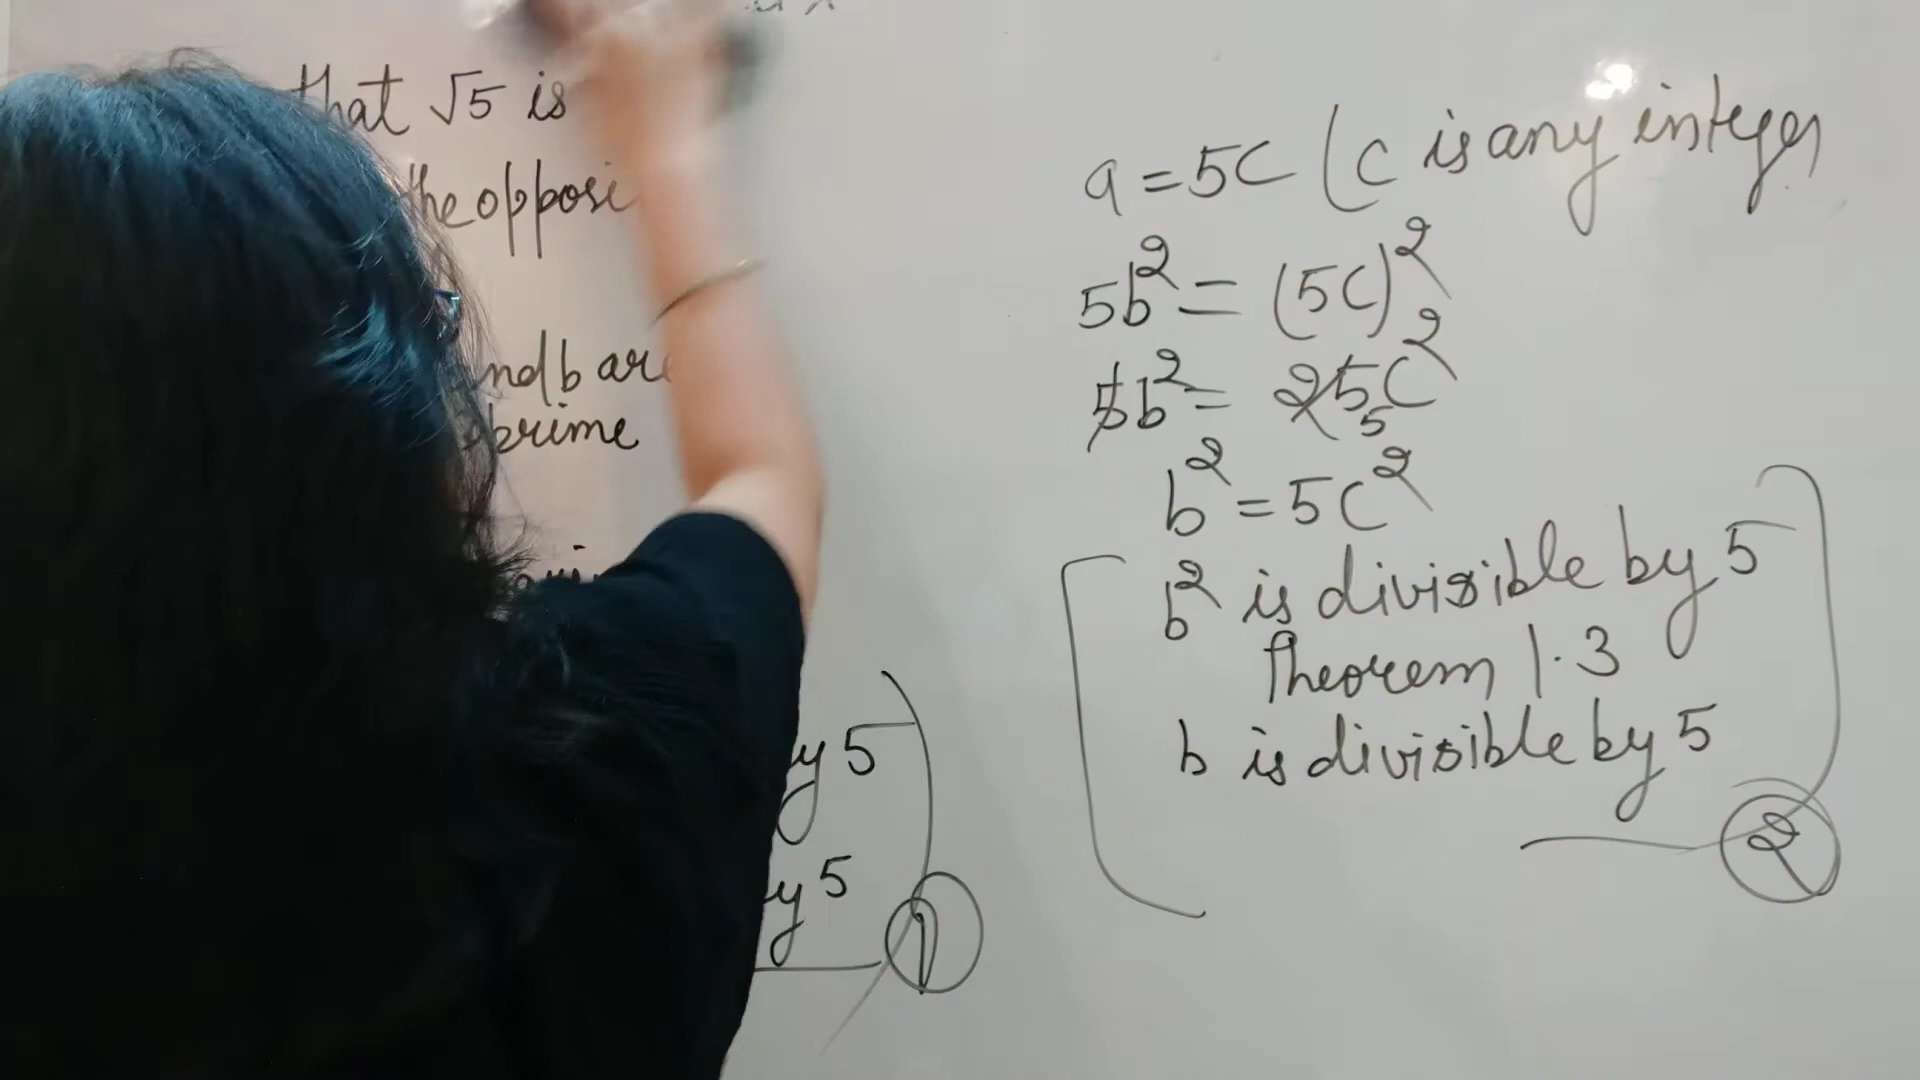 that √5 is
the opposi
nd b are
prime
y 5
y 5
1
a = 5c (c is any integer
5b² = (5c)²
5b² = 25c²
5
b² = 5c²
b² is divisible by 5
Theorem 1.3
b is divisible by 5
2